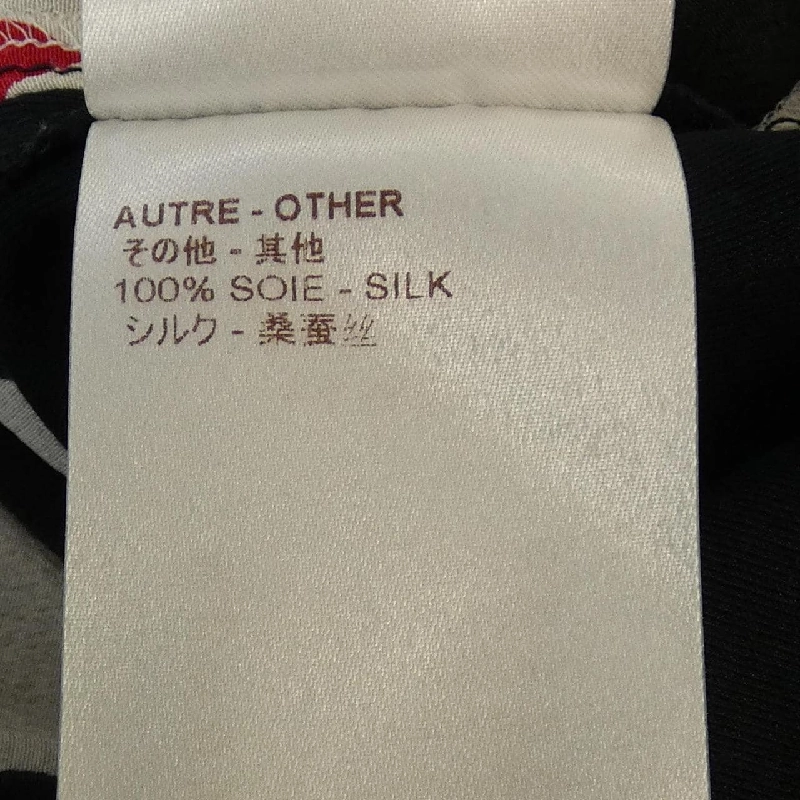 AUTRE - OTHER
その他 - 其他
100% SOIE - SILK
シルク - 桑蚕丝